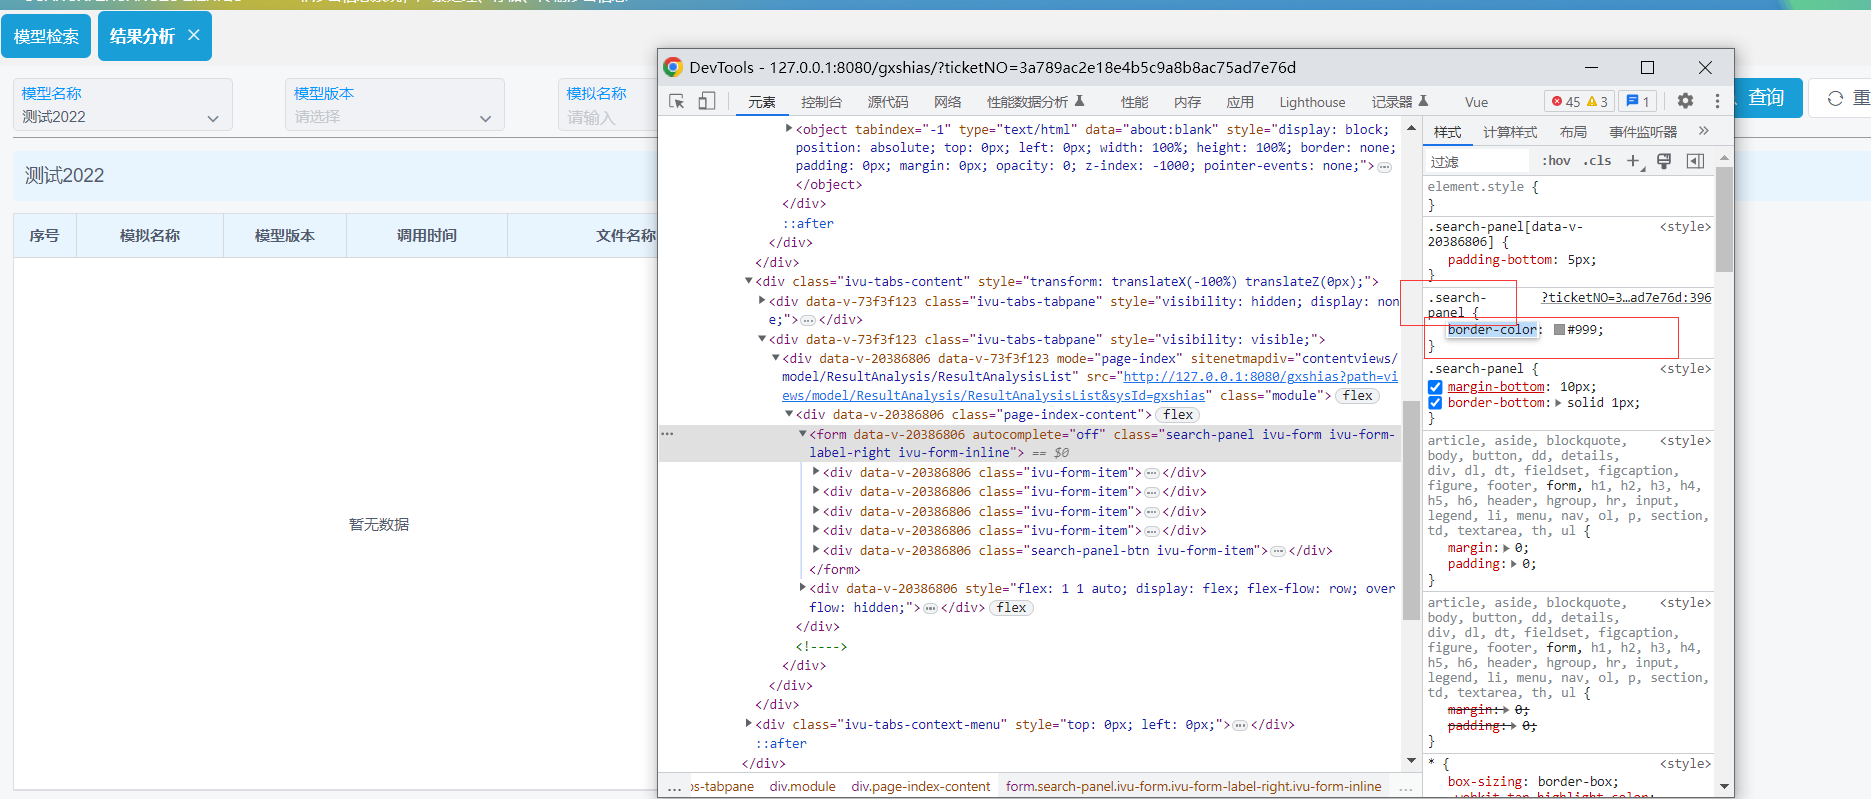 模型检索
结果分析
模型名称
测试2022
模型版本
请选择
模拟名称
请输入
查询
重
测试2022
序号
模拟名称
模型版本
调用时间
文件名称
暂无数据
DevTools - 127.0.0.1:8080/gxshias/?ticketNO=3a789ac2e18e4b5c9a8b8ac75ad7e76d
元素 控制台 源代码 网络 性能数据分析 性能 内存 应用 Lighthouse 记录器 Vue 45 3 1
<object tabindex="-1" type="text/html" data="about:blank" style="display: block;
position: absolute; top: 0px; left: 0px; width: 100%; height: 100%; border: none;
padding: 0px; margin: 0px; opacity: 0; z-index: -1000; pointer-events: none;">…
</object>
</div>
::after
</div>
</div>
<div class="ivu-tabs-content" style="transform: translateX(-100%) translateZ(0px);">
<div data-v-73f3f123 class="ivu-tabs-tabpane" style="visibility: hidden; display: non
e;">…</div>
<div data-v-73f3f123 class="ivu-tabs-tabpane" style="visibility: visible;">
<div data-v-20386806 data-v-73f3f123 mode="page-index" sitenetmapdiv="contentviews/
model/ResultAnalysis/ResultAnalysisList" src="http://127.0.0.1:8080/gxshias?path=vi
ews/model/ResultAnalysis/ResultAnalysisList&sysId=gxshias" class="module"> flex
<div data-v-20386806 class="page-index-content"> flex
… <form data-v-20386806 autocomplete="off" class="search-panel ivu-form ivu-form-
label-right ivu-form-inline"> == $0
<div data-v-20386806 class="ivu-form-item">…</div>
<div data-v-20386806 class="ivu-form-item">…</div>
<div data-v-20386806 class="ivu-form-item">…</div>
<div data-v-20386806 class="ivu-form-item">…</div>
<div data-v-20386806 class="search-panel-btn ivu-form-item">…</div>
</form>
<div data-v-20386806 style="flex: 1 1 auto; display: flex; flex-flow: row; over
flow: hidden;">…</div> flex
</div>
<!---->
</div>
</div>
</div>
<div class="ivu-tabs-context-menu" style="top: 0px; left: 0px;">…</div>
::after
</div>
… os-tabpane div.module div.page-index-content form.search-panel.ivu-form.ivu-form-label-right.ivu-form-inline …
样式 计算样式 布局 事件监听器 »
过滤 :hov .cls +
element.style {
}
.search-panel[data-v- <style>
20386806] {
padding-bottom: 5px;
}
.search- ?ticketNO=3…ad7e76d:396
panel {
border-color: #999;
}
.search-panel { <style>
margin-bottom: 10px;
border-bottom: solid 1px;
}
article, aside, blockquote, <style>
body, button, dd, details,
div, dl, dt, fieldset, figcaption,
figure, footer, form, h1, h2, h3, h4,
h5, h6, header, hgroup, hr, input,
legend, li, menu, nav, ol, p, section,
td, textarea, th, ul {
margin: 0;
padding: 0;
}
article, aside, blockquote, <style>
body, button, dd, details,
div, dl, dt, fieldset, figcaption,
figure, footer, form, h1, h2, h3, h4,
h5, h6, header, hgroup, hr, input,
legend, li, menu, nav, ol, p, section,
td, textarea, th, ul {
margin: 0;
padding: 0;
}
* { <style>
box-sizing: border-box;
-webkit-tap-highlight-color: